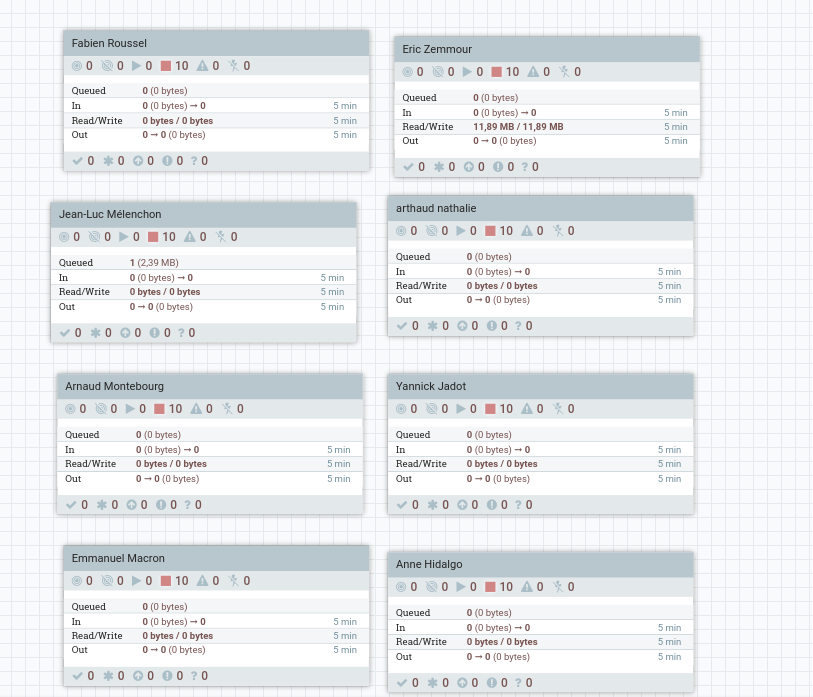 Fabien Roussel
0 0 0 10 0 0
Queued 0 (0 bytes)
In 0 (0 bytes) → 0 5 min
Read/Write 0 bytes / 0 bytes 5 min
Out 0 → 0 (0 bytes) 5 min
0 0 0 0 ? 0
Eric Zemmour
0 0 0 10 0 0
Queued 0 (0 bytes)
In 0 (0 bytes) → 0 5 min
Read/Write 11,89 MB / 11,89 MB 5 min
Out 0 → 0 (0 bytes) 5 min
0 0 0 0 ? 0
Jean-Luc Mélenchon
0 0 0 10 0 0
Queued 1 (2,39 MB)
In 0 (0 bytes) → 0 5 min
Read/Write 0 bytes / 0 bytes 5 min
Out 0 → 0 (0 bytes) 5 min
0 0 0 0 ? 0
arthaud nathalie
0 0 0 10 0 0
Queued 0 (0 bytes)
In 0 (0 bytes) → 0 5 min
Read/Write 0 bytes / 0 bytes 5 min
Out 0 → 0 (0 bytes) 5 min
0 0 0 0 ? 0
Arnaud Montebourg
0 0 0 10 0 0
Queued 0 (0 bytes)
In 0 (0 bytes) → 0 5 min
Read/Write 0 bytes / 0 bytes 5 min
Out 0 → 0 (0 bytes) 5 min
0 0 0 0 ? 0
Yannick Jadot
0 0 0 10 0 0
Queued 0 (0 bytes)
In 0 (0 bytes) → 0 5 min
Read/Write 0 bytes / 0 bytes 5 min
Out 0 → 0 (0 bytes) 5 min
0 0 0 0 ? 0
Emmanuel Macron
0 0 0 10 0 0
Queued 0 (0 bytes)
In 0 (0 bytes) → 0 5 min
Read/Write 0 bytes / 0 bytes 5 min
Out 0 → 0 (0 bytes) 5 min
0 0 0 0 ? 0
Anne Hidalgo
0 0 0 10 0 0
Queued 0 (0 bytes)
In 0 (0 bytes) → 0 5 min
Read/Write 0 bytes / 0 bytes 5 min
Out 0 → 0 (0 bytes) 5 min
0 0 0 0 ? 0